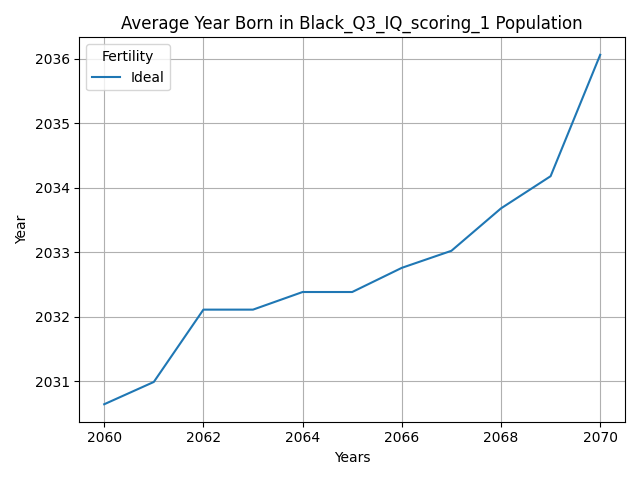 Average Year Born in Black_Q3_IQ_scoring_1 Population
Fertility
Ideal
2036
2035
2034
2033
2032
2031
Year
2060 2062 2064 2066 2068 2070
Years